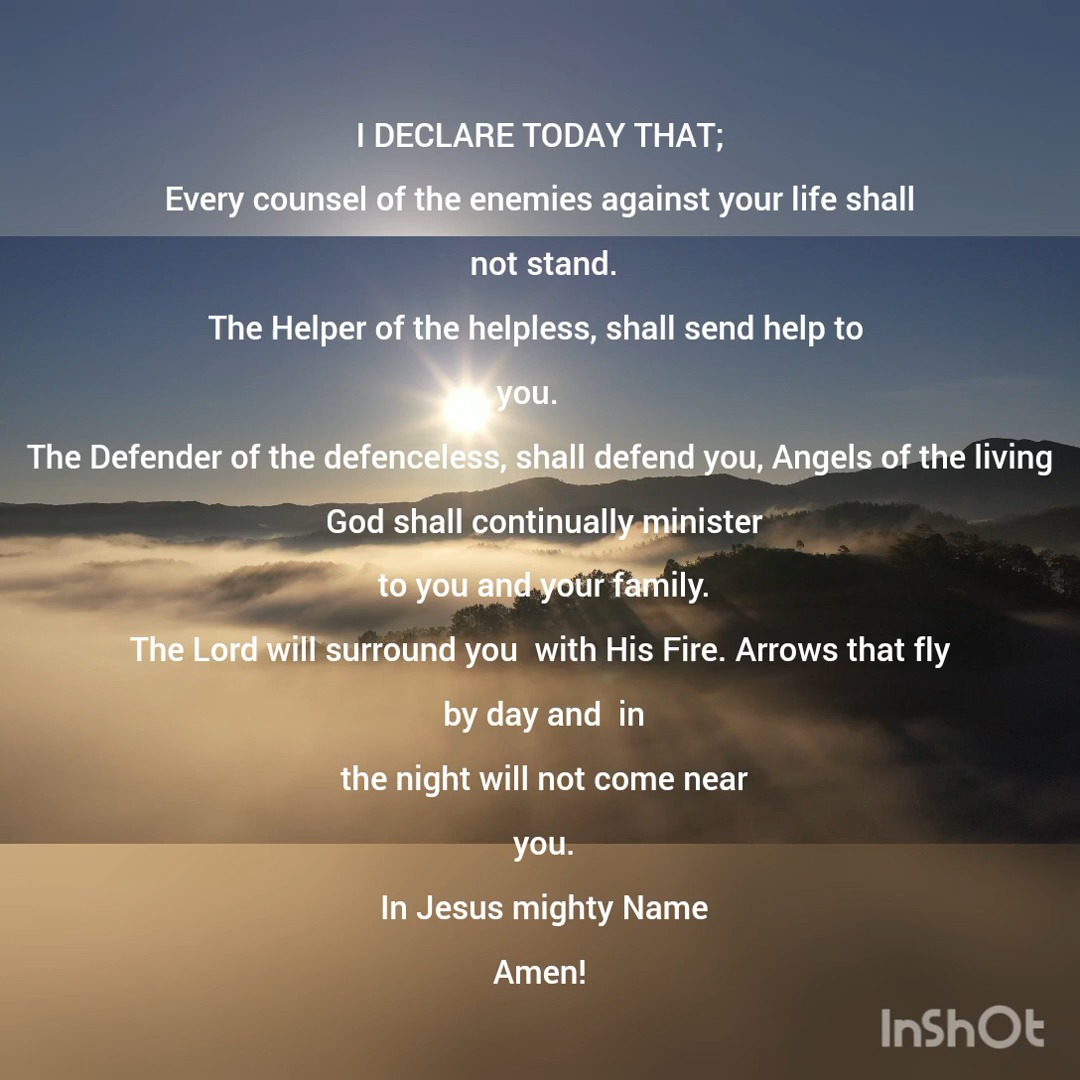 I DECLARE TODAY THAT;
Every counsel of the enemies against your life shall
not stand.
The Helper of the helpless, shall send help to
you.
The Defender of the defenceless, shall defend you, Angels of the living
God shall continually minister
to you and your family.
The Lord will surround you  with His Fire. Arrows that fly
by day and  in
the night will not come near
you.
In Jesus mighty Name
Amen!
InShOt